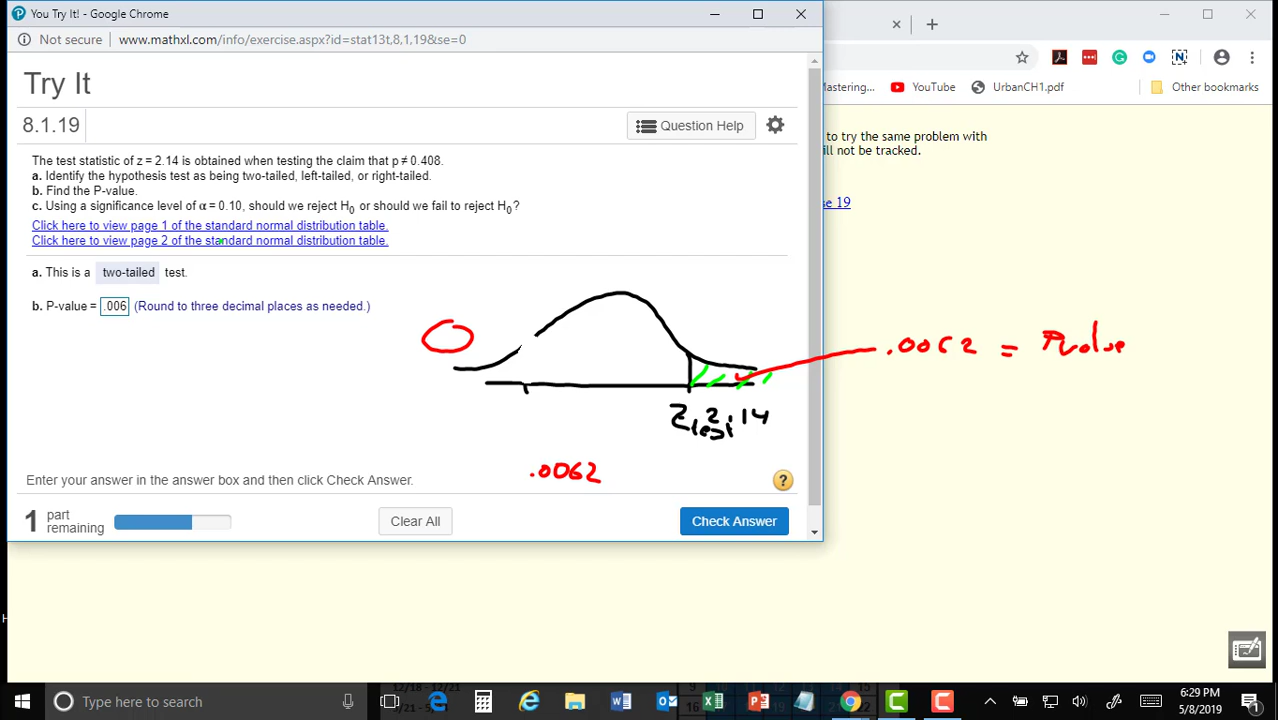 You Try It! - Google Chrome
Not secure www.mathxl.com/info/exercise.aspx?id=stat13t,8,1,19&se=0
Mastering... YouTube UrbanCH1.pdf Other bookmarks
Try It
8.1.19
Question Help
to try the same problem with
ill not be tracked.
se 19
The test statistic of z = 2.14 is obtained when testing the claim that p ≠ 0.408.
a. Identify the hypothesis test as being two-tailed, left-tailed, or right-tailed.
b. Find the P-value.
c. Using a significance level of α = 0.10, should we reject H0 or should we fail to reject H0?
Click here to view page 1 of the standard normal distribution table.
Click here to view page 2 of the standard normal distribution table.
a. This is a two-tailed test.
b. P-value = .006 (Round to three decimal places as needed.)
.0062 =
Z test 2.14
.0062
Enter your answer in the answer box and then click Check Answer.
?
1 part remaining
Clear All
Check Answer
12/18 - 12/21
Type here to search
6:29 PM
5/8/2019